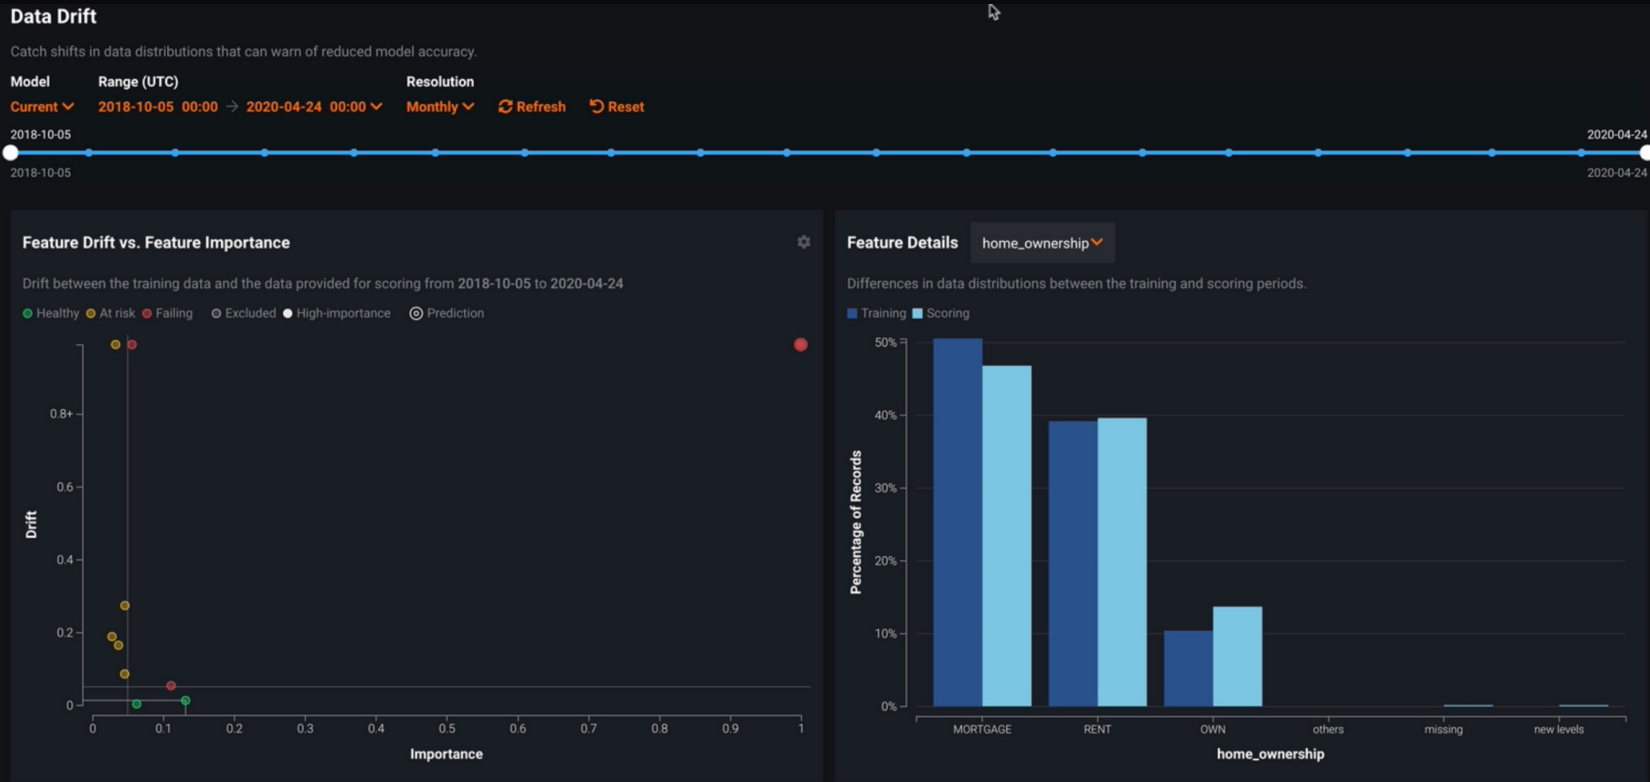 Data Drift
Catch shifts in data distributions that can warn of reduced model accuracy.
Model Range (UTC) Resolution
Current 2018-10-05 00:00 → 2020-04-24 00:00 Monthly Refresh Reset
2018-10-05 2020-04-24
2018-10-05 2020-04-24
Feature Drift vs. Feature Importance
Drift between the training data and the data provided for scoring from 2018-10-05 to 2020-04-24
Healthy At risk Failing Excluded High-importance Prediction
0.8+
0.6
0.4
0.2
0
Drift
0 0.1 0.2 0.3 0.4 0.5 0.6 0.7 0.8 0.9 1
Importance
Feature Details home_ownership
Differences in data distributions between the training and scoring periods.
Training Scoring
50%
40%
30%
20%
10%
0%
Percentage of Records
MORTGAGE RENT OWN others missing new levels
home_ownership